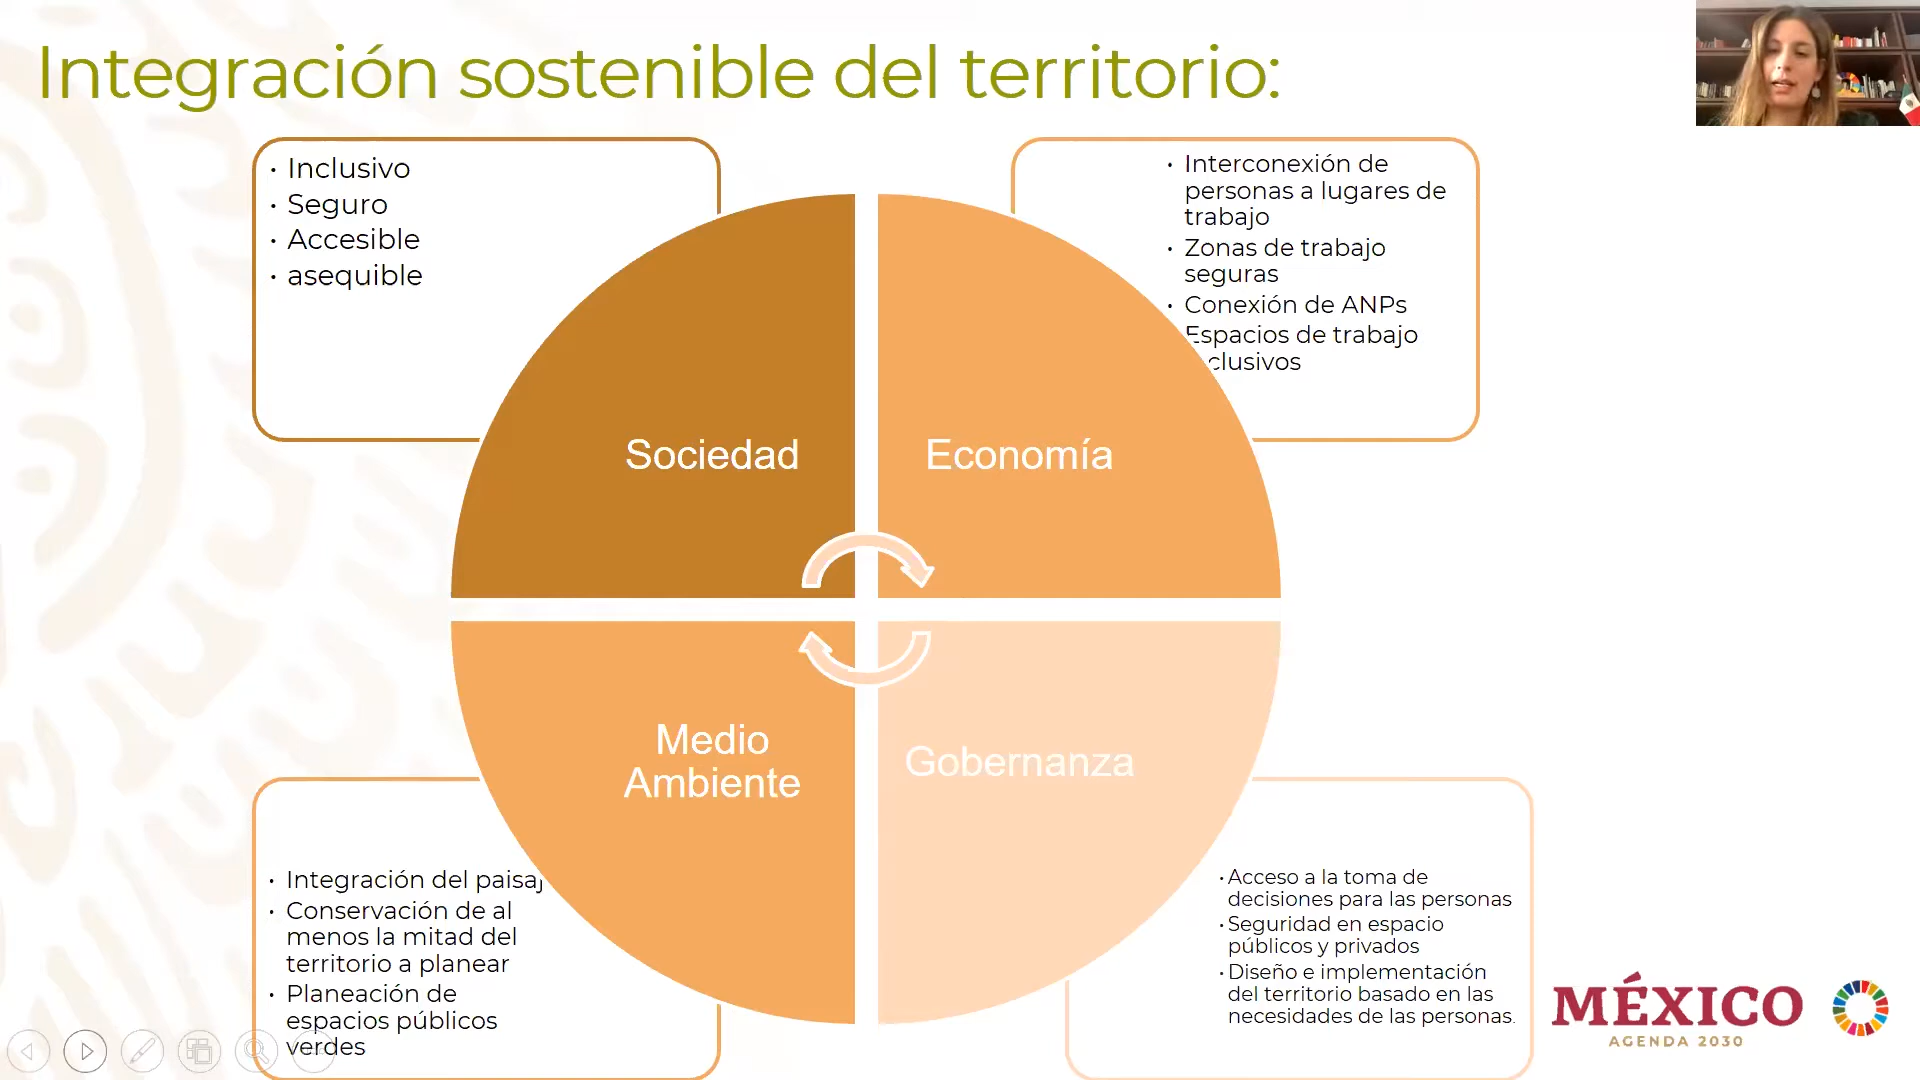 Integración sostenible del territorio:
• Inclusivo
• Seguro
• Accesible
• asequible
• Interconexión de
personas a lugares de
trabajo
• Zonas de trabajo
seguras
• Conexión de ANPs
Espacios de trabajo
clusivos
Sociedad
Economía
Medio
Ambiente
Gobernanza
• Integración del paisaj
• Conservación de al
menos la mitad del
territorio a planear
• Planeación de
espacios públicos
verdes
• Acceso a la toma de
decisiones para las personas
• Seguridad en espacio
públicos y privados
• Diseño e implementación
del territorio basado en las
necesidades de las personas.
MÉXICO
AGENDA 2030